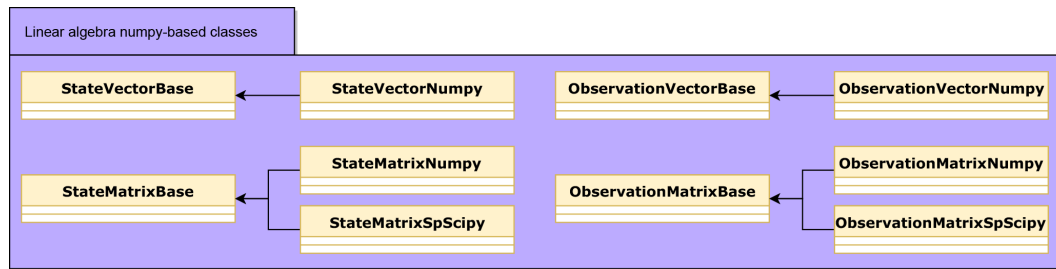 Linear algebra numpy-based classes
StateVectorBase
StateVectorNumpy
ObservationVectorBase
ObservationVectorNumpy
StateMatrixBase
StateMatrixNumpy
StateMatrixSpScipy
ObservationMatrixBase
ObservationMatrixNumpy
ObservationMatrixSpScipy